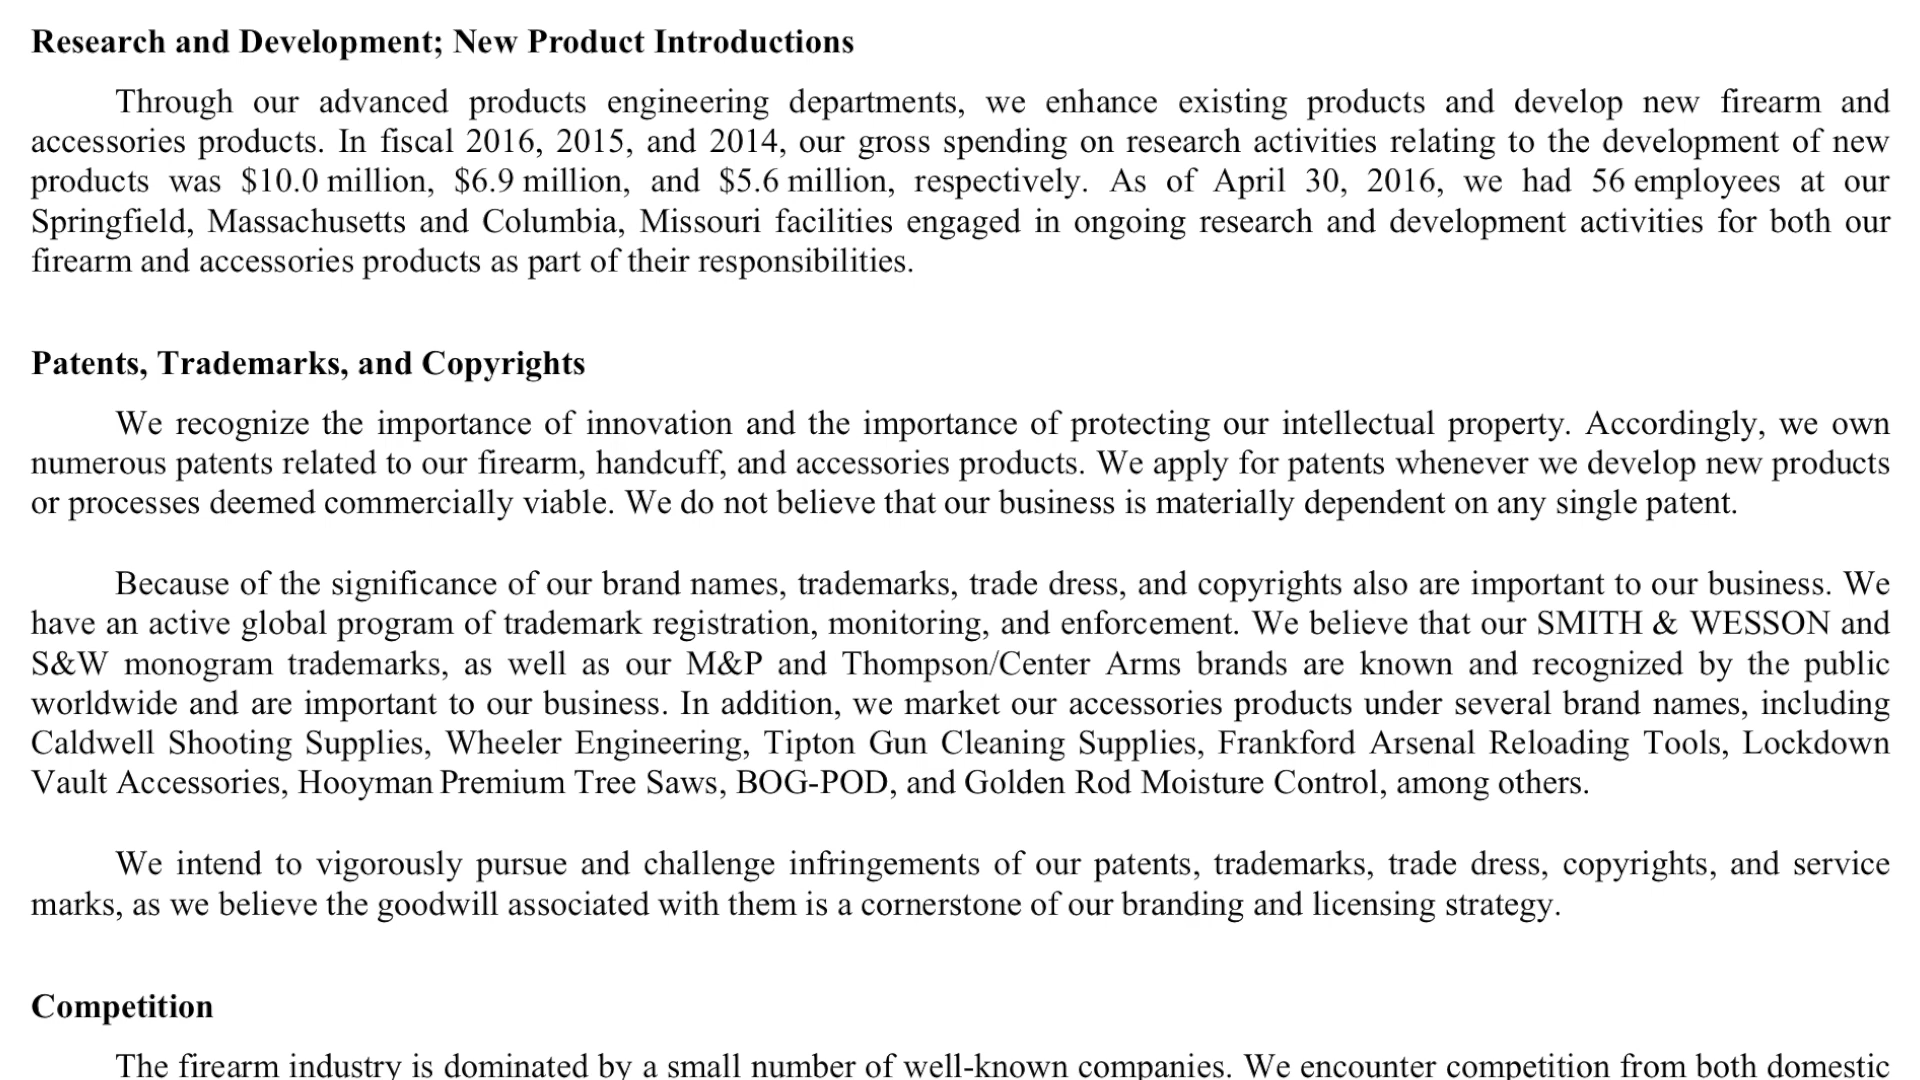 Research and Development; New Product Introductions
Through our advanced products engineering departments, we enhance existing products and develop new firearm and
accessories products. In fiscal 2016, 2015, and 2014, our gross spending on research activities relating to the development of new
products was $10.0 million, $6.9 million, and $5.6 million, respectively. As of April 30, 2016, we had 56 employees at our
Springfield, Massachusetts and Columbia, Missouri facilities engaged in ongoing research and development activities for both our
firearm and accessories products as part of their responsibilities.
Patents, Trademarks, and Copyrights
We recognize the importance of innovation and the importance of protecting our intellectual property. Accordingly, we own
numerous patents related to our firearm, handcuff, and accessories products. We apply for patents whenever we develop new products
or processes deemed commercially viable. We do not believe that our business is materially dependent on any single patent.
Because of the significance of our brand names, trademarks, trade dress, and copyrights also are important to our business. We
have an active global program of trademark registration, monitoring, and enforcement. We believe that our SMITH & WESSON and
S&W monogram trademarks, as well as our M&P and Thompson/Center Arms brands are known and recognized by the public
worldwide and are important to our business. In addition, we market our accessories products under several brand names, including
Caldwell Shooting Supplies, Wheeler Engineering, Tipton Gun Cleaning Supplies, Frankford Arsenal Reloading Tools, Lockdown
Vault Accessories, Hooyman Premium Tree Saws, BOG-POD, and Golden Rod Moisture Control, among others.
We intend to vigorously pursue and challenge infringements of our patents, trademarks, trade dress, copyrights, and service
marks, as we believe the goodwill associated with them is a cornerstone of our branding and licensing strategy.
Competition
The firearm industry is dominated by a small number of well-known companies. We encounter competition from both domestic